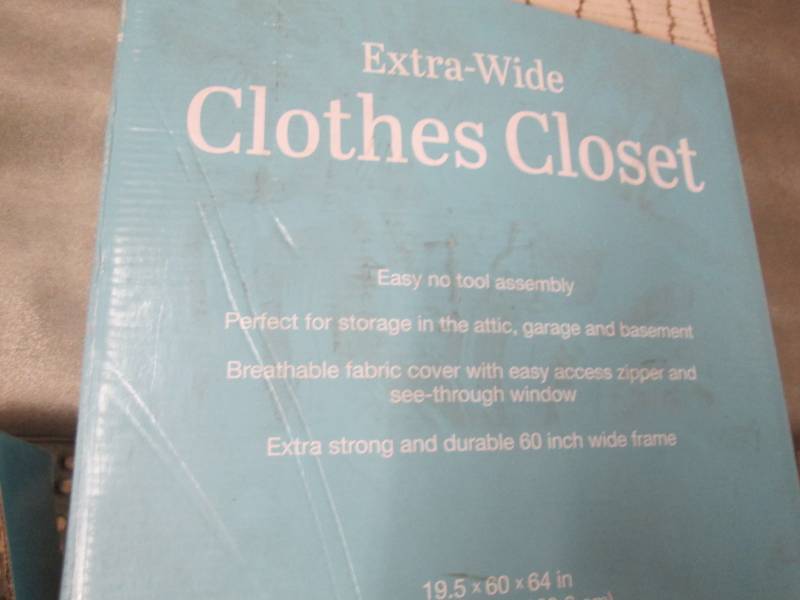 Extra-Wide
Clothes Closet
Easy no tool assembly
Perfect for storage in the attic, garage and basement
Breathable fabric cover with easy access zipper and
see-through window
Extra strong and durable 60 inch wide frame
19.5 x 60 x 64 in
cm)